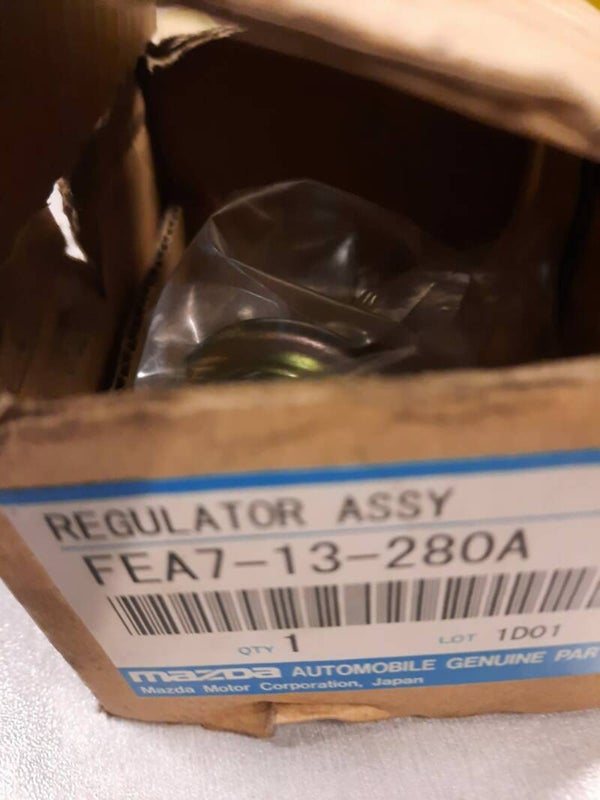 REGULATOR ASSY
FEA7-13-280A
QTY 1 LOT 1D01
mazda AUTOMOBILE GENUINE PAR
Mazda Motor Corporation, Japan